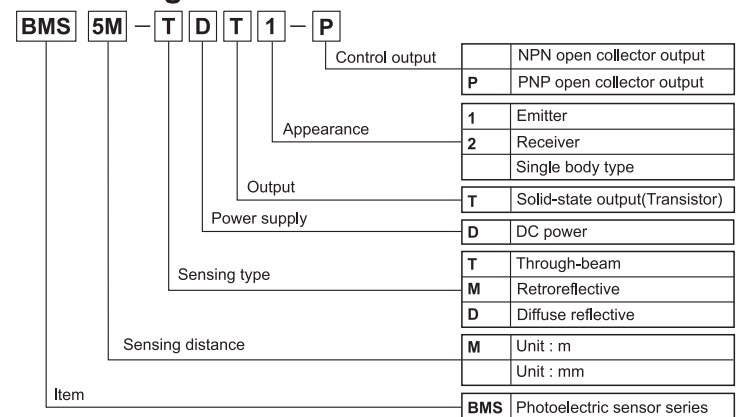 BMS 5M - T D T 1 - P
Control output
NPN open collector output
P PNP open collector output
Appearance
1 Emitter
2 Receiver
Single body type
Output
T Solid-state output(Transistor)
Power supply
D DC power
Sensing type
T Through-beam
M Retroreflective
D Diffuse reflective
Sensing distance
M Unit : m
Unit : mm
Item
BMS Photoelectric sensor series